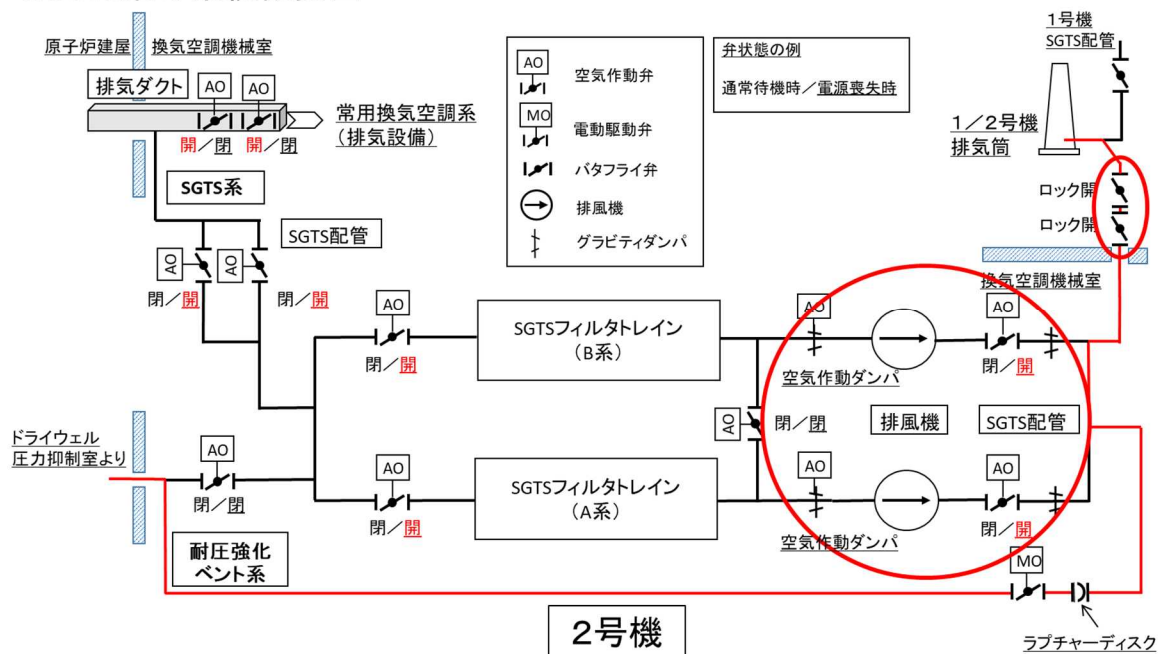 原子炉建屋
換気空調機械室
排気ダクト
AO
AO
開/閉
開/閉
常用換気空調系
(排気設備)
SGTS系
SGTS配管
AO
AO
閉/開
閉/開
AO
空気作動弁
MO
電動駆動弁
バタフライ弁
排風機
グラビティダンパ
弁状態の例
通常待機時/電源喪失時
1号機
SGTS配管
1/2号機
排気筒
ロック開
ロック開
換気空調機械室
AO
閉/開
SGTSフィルタトレイン
(B系)
AO
空気作動ダンパ
AO
閉/開
AO
閉/閉
排風機
SGTS配管
ドライウェル
圧力抑制室より
AO
閉/閉
AO
閉/開
SGTSフィルタトレイン
(A系)
AO
空気作動ダンパ
AO
閉/開
耐圧強化
ベント系
MO
ラプチャーディスク
2号機